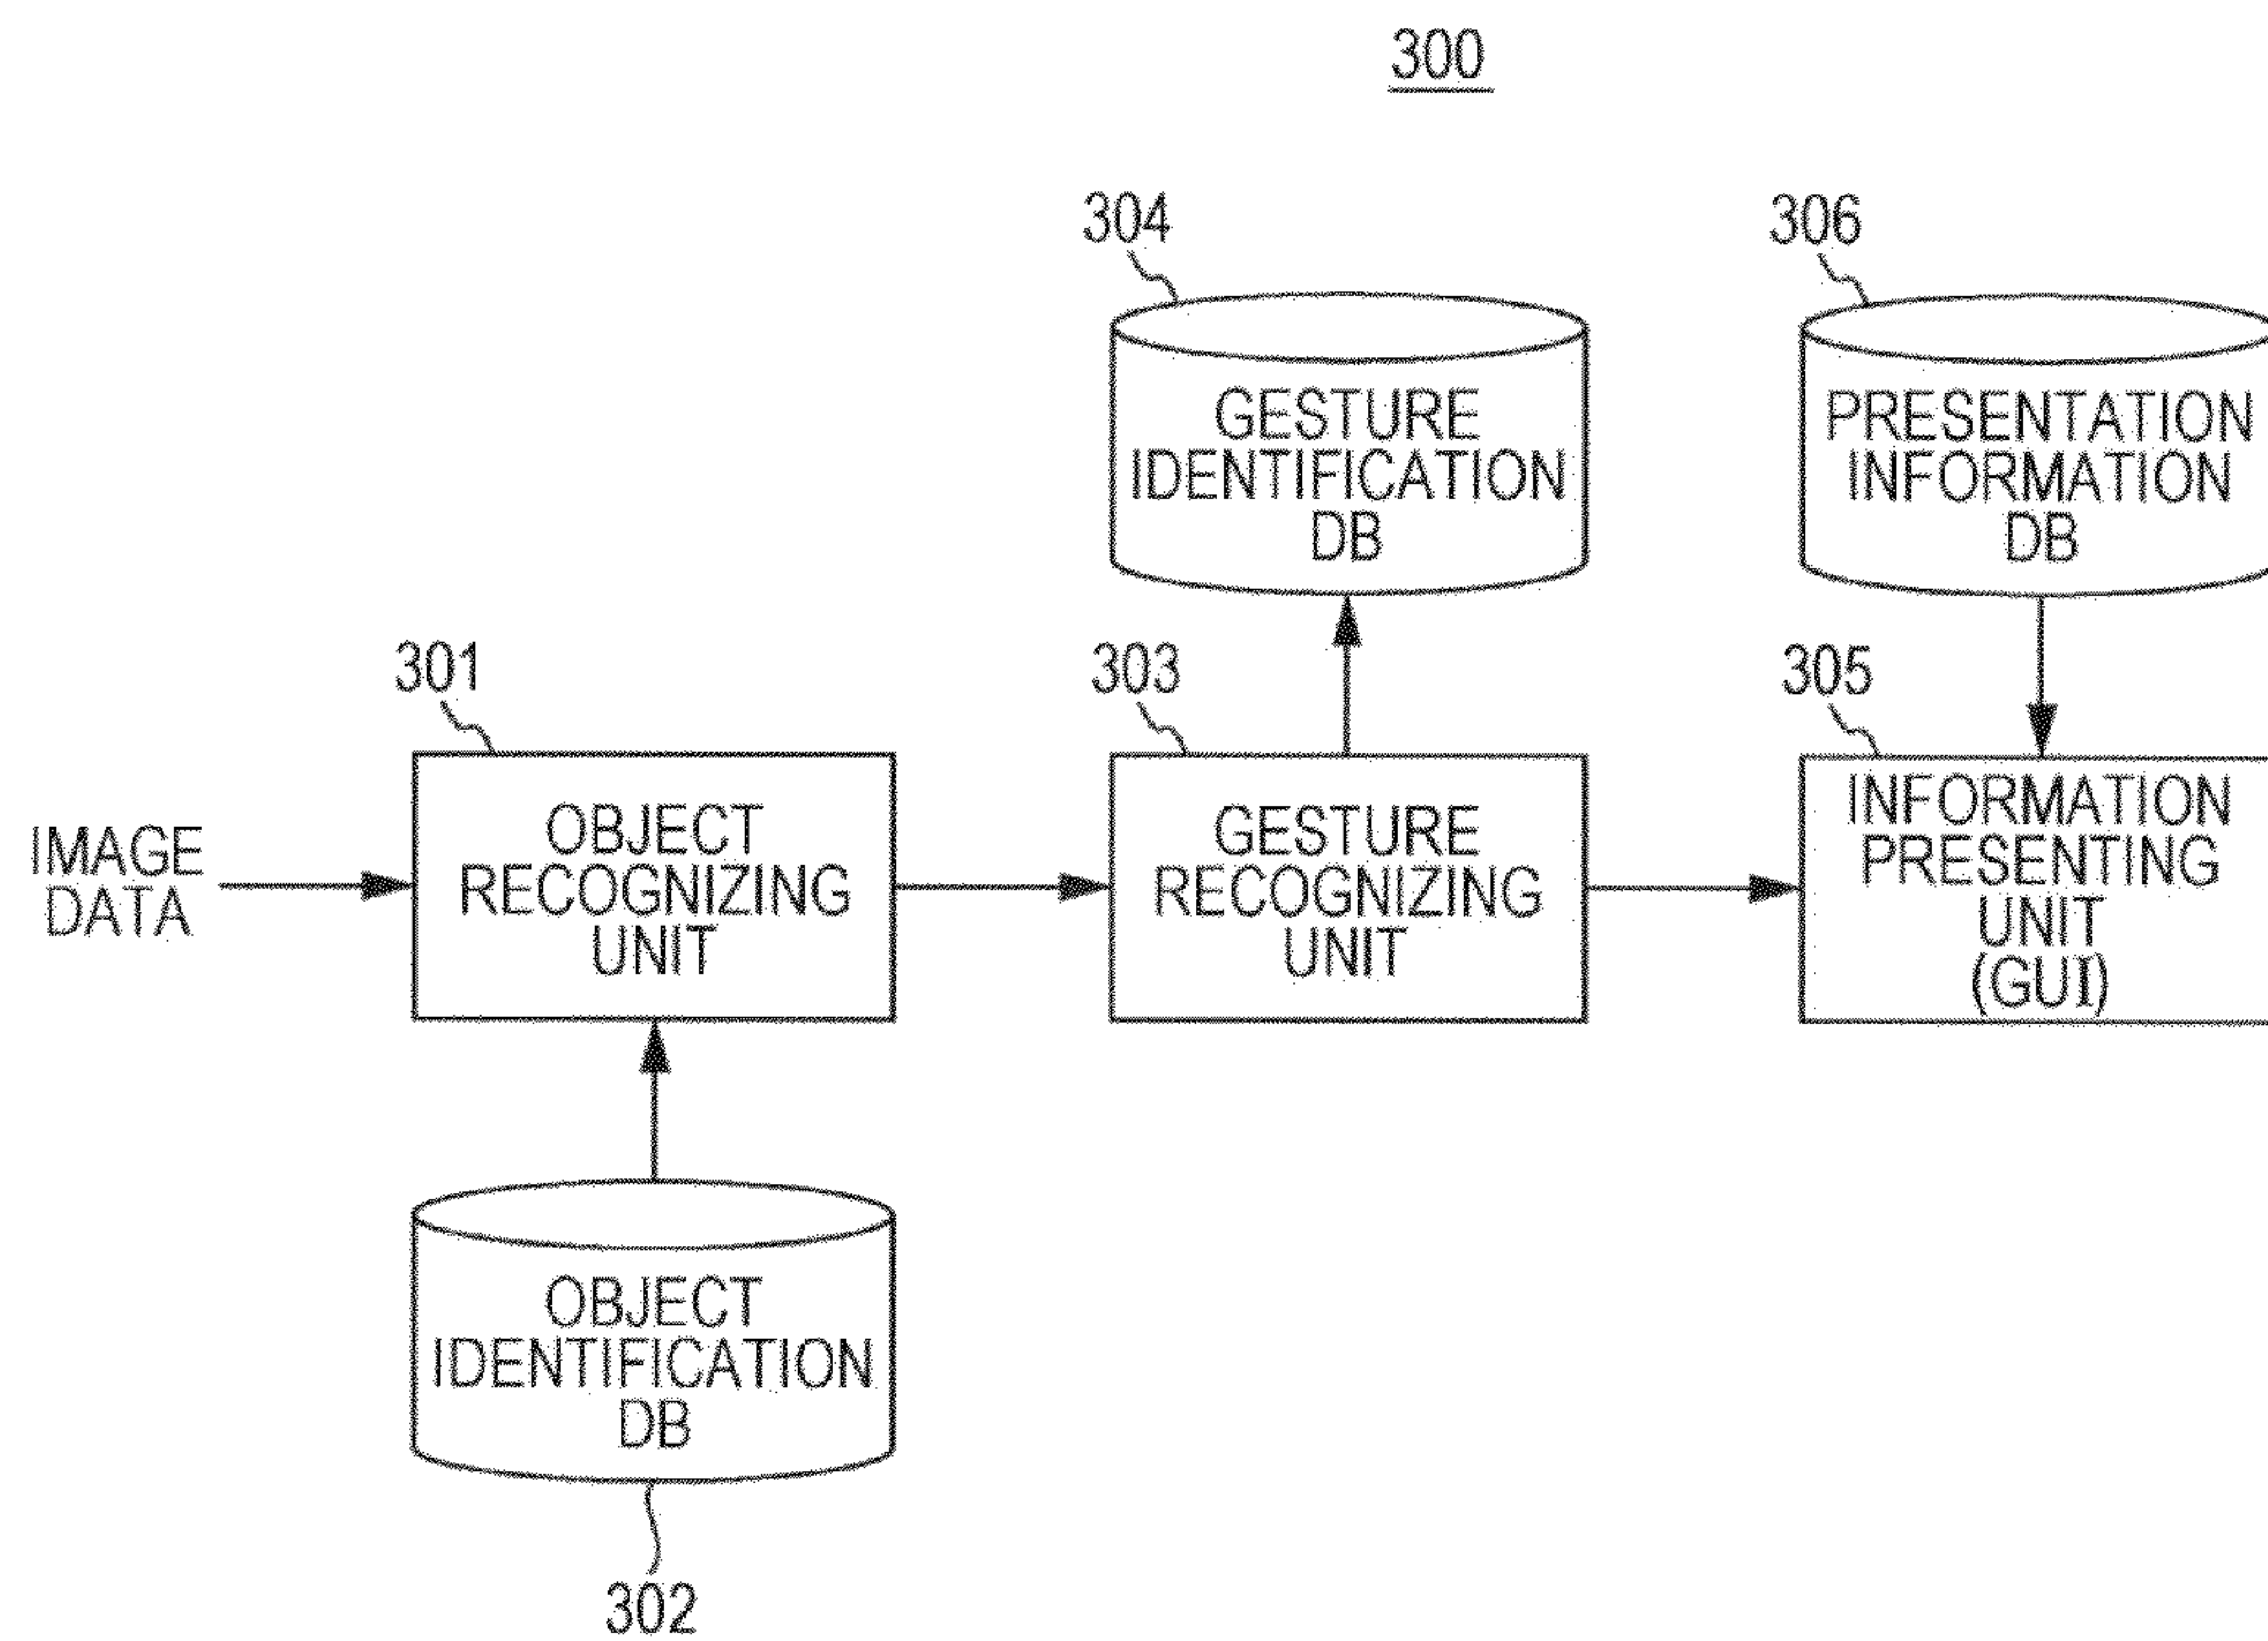 300
304
306
GESTURE
IDENTIFICATION
DB
PRESENTATION
INFORMATION
DB
301
303
305
IMAGE
DATA
OBJECT
RECOGNIZING
UNIT
GESTURE
RECOGNIZING
UNIT
INFORMATION
PRESENTING
UNIT
(GUI)
OBJECT
IDENTIFICATION
DB
302